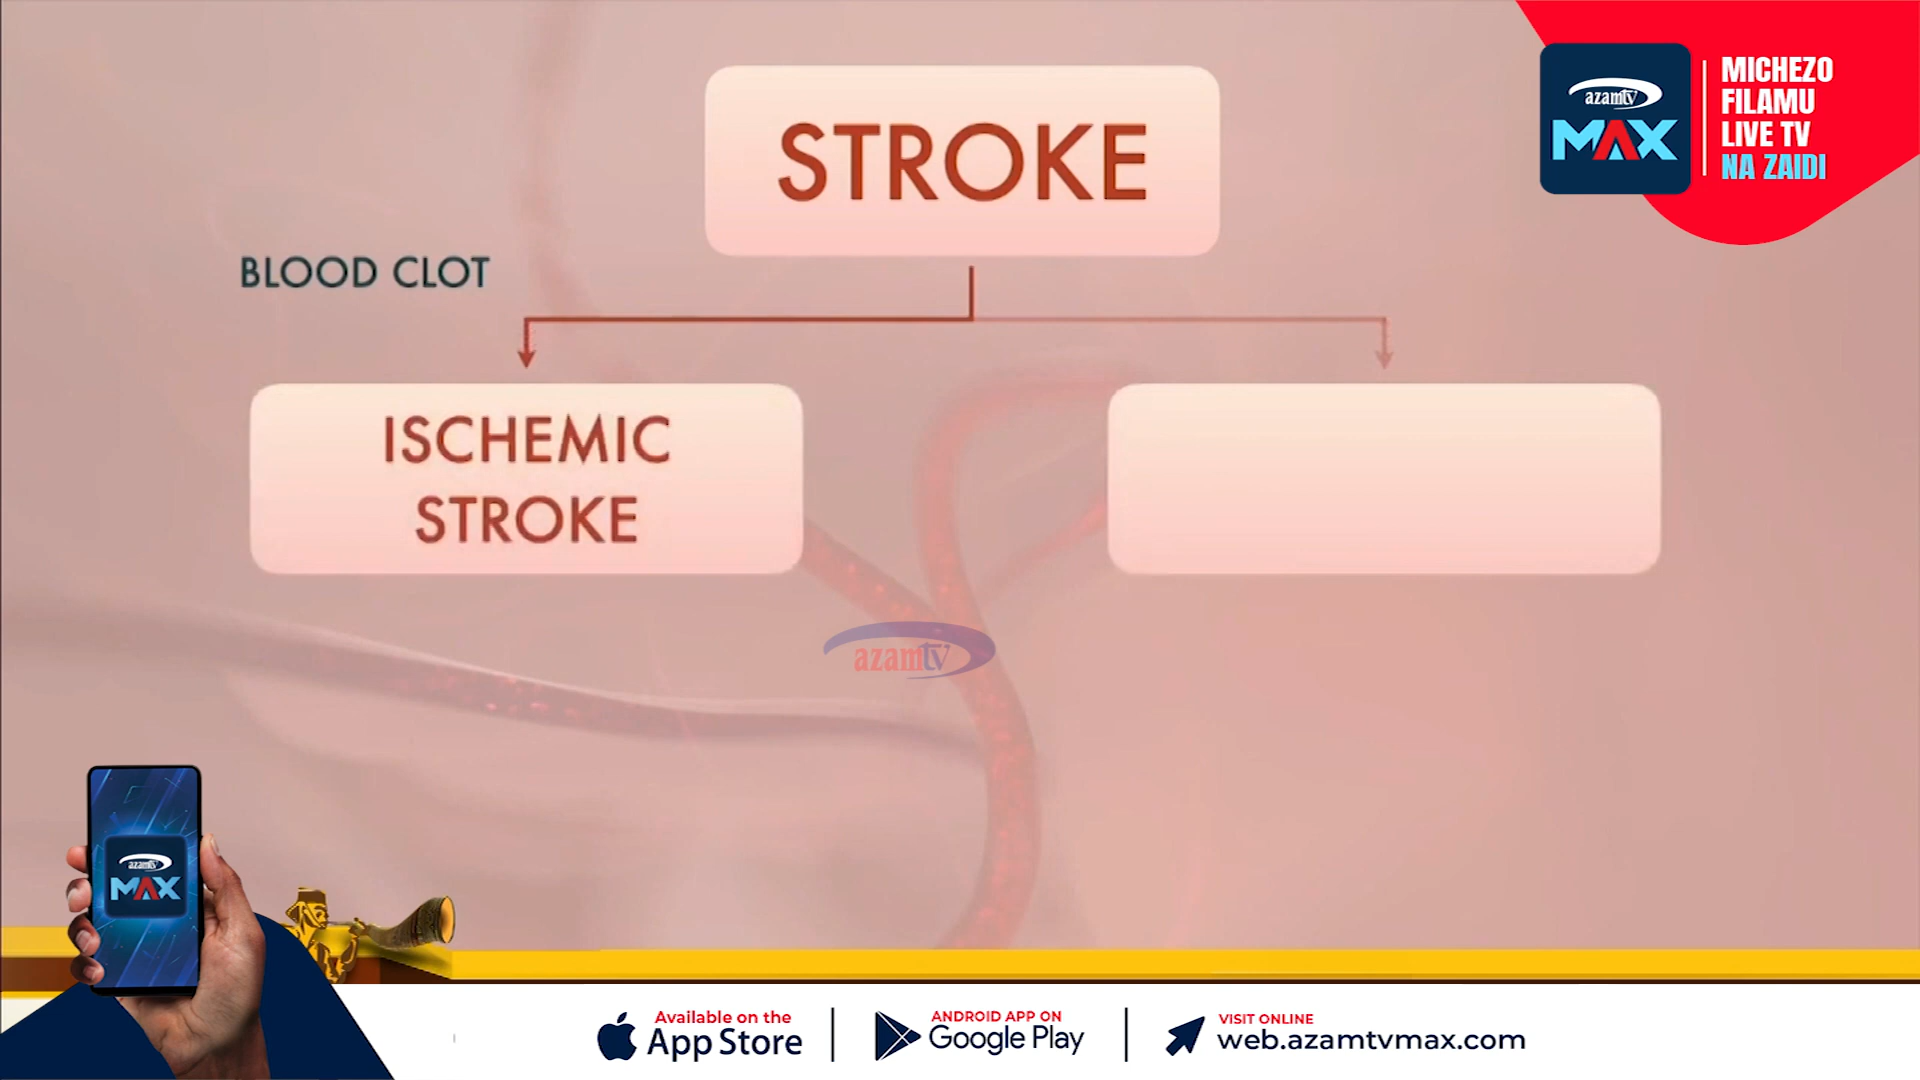 STROKE
BLOOD CLOT
ISCHEMIC
STROKE
azamtv
MAX
MICHEZO
FILAMU
LIVE TV
NA ZAIDI
azamtv
azamtv
MAX
Available on the
App Store
ANDROID APP ON
Google Play
VISIT ONLINE
web.azamtvmax.com